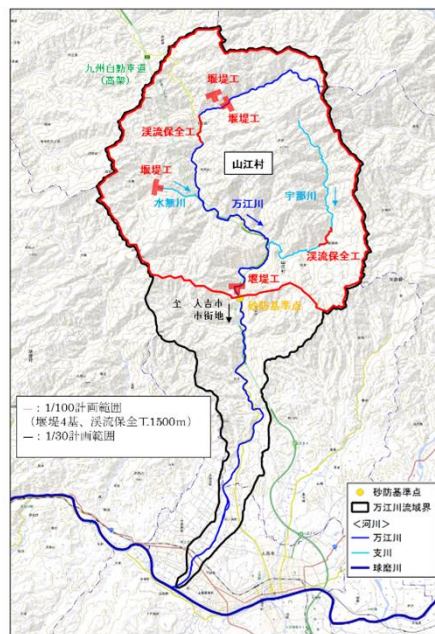 九州自動車道
(高架)
堰堤工
堰堤工
渓流保全工
堰堤工
山江村
水無川
万江川
宇那川
渓流保全工
堰堤工
至 人吉市
市街地
砂防基準点
：1/100計画範囲
（堰堤4基、渓流保全工1500m）
：1/30計画範囲
砂防基準点
万江川流域界
＜河川＞
万江川
支川
球磨川